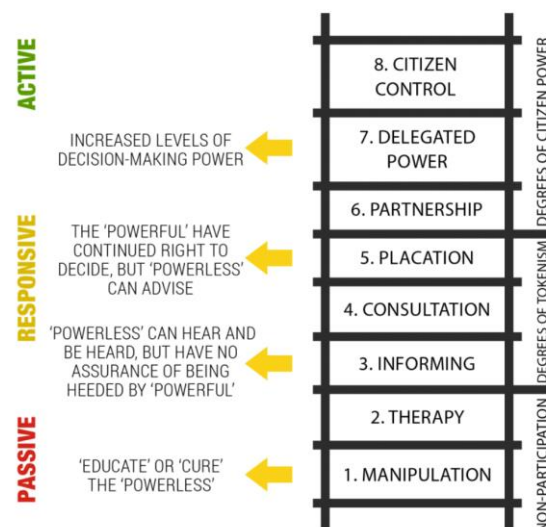 ACTIVE
RESPONSIVE
PASSIVE
INCREASED LEVELS OF
DECISION-MAKING POWER
THE 'POWERFUL' HAVE
CONTINUED RIGHT TO
DECIDE, BUT 'POWERLESS'
CAN ADVISE
'POWERLESS' CAN HEAR AND
BE HEARD, BUT HAVE NO
ASSURANCE OF BEING
HEEDED BY 'POWERFUL'
'EDUCATE' OR 'CURE'
THE 'POWERLESS'
8. CITIZEN
CONTROL
7. DELEGATED
POWER
6. PARTNERSHIP
5. PLACATION
4. CONSULTATION
3. INFORMING
2. THERAPY
1. MANIPULATION
DEGREES OF CITIZEN POWER
DEGREES OF TOKENISM
ON-PARTICIPATION